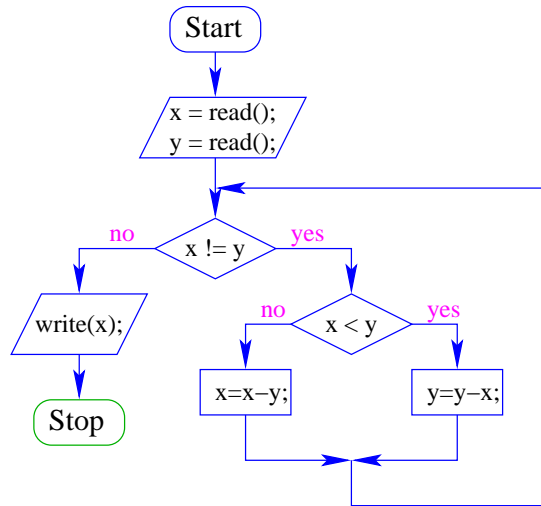 Start
x = read();
y = read();
no
x != y
yes
write(x);
no
x < y
yes
x=x−y;
y=y−x;
Stop